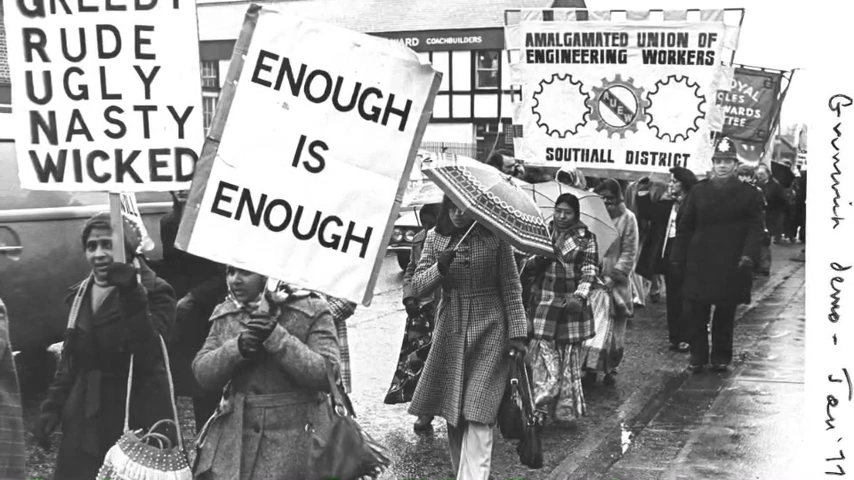 GREEDY
RUDE
UGLY
NASTY
WICKED
ENOUGH
IS
ENOUGH
COACHBUILDERS
AMALGAMATED UNION OF
ENGINEERING WORKERS
AUEW
SOUTHALL DISTRICT
Grunwick demo - Jan '77